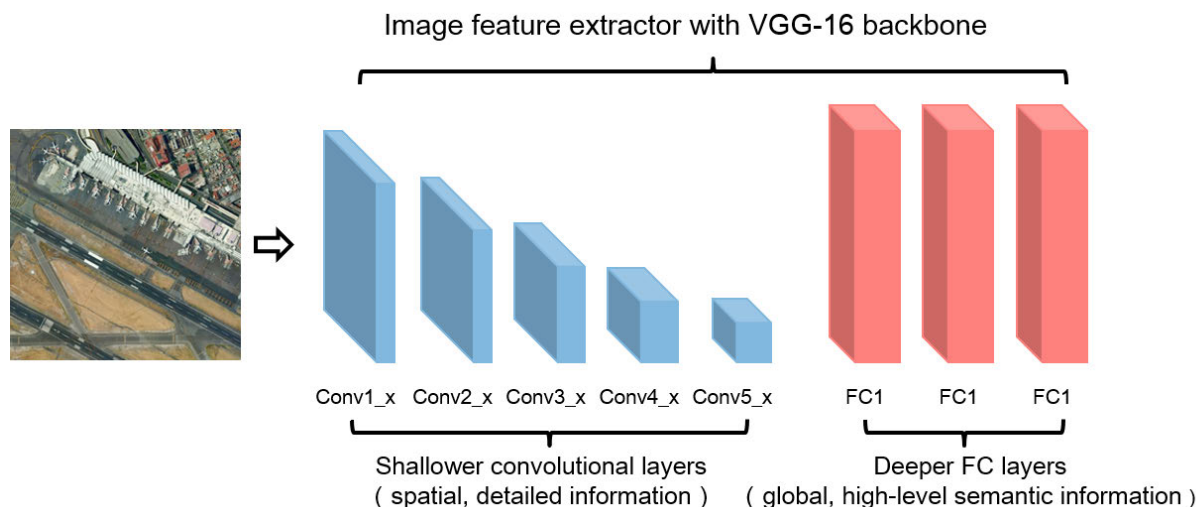 Image feature extractor with VGG-16 backbone
Conv1_x Conv2_x Conv3_x Conv4_x Conv5_x FC1 FC1 FC1
Shallower convolutional layers
( spatial, detailed information )
Deeper FC layers
( global, high-level semantic information )